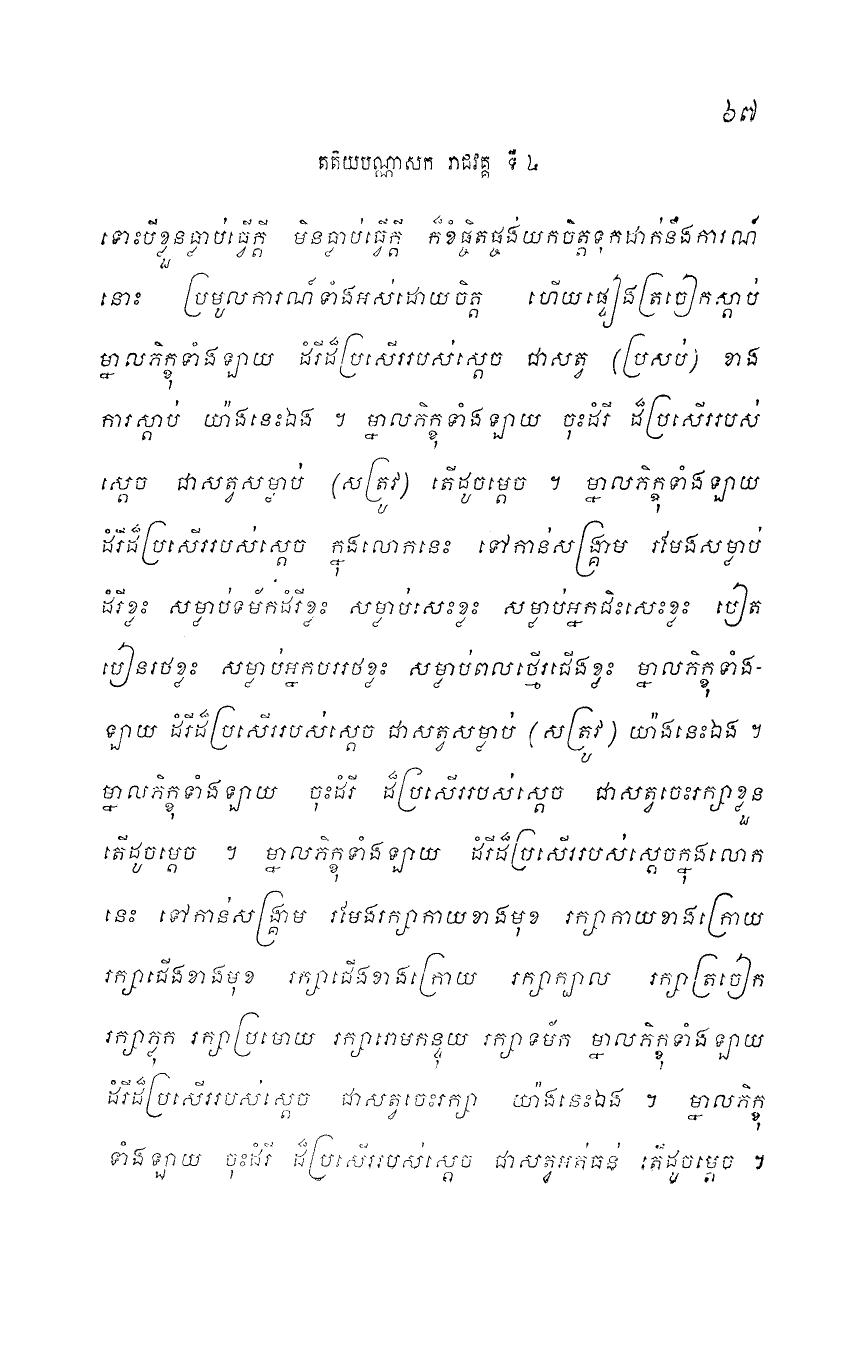 ៦៧
តតិយបណ្ណាសក រាជវគ្គ ទី ៤
ទោះបីខ្លួនធ្លាប់ធ្វើក្ដី មិនធ្លាប់ធ្វើក្ដី ក៏ខំផ្ចិតផ្ចង់យកចិត្តទុកដាក់នឹងការណ៍
នោះ ប្រមូលការណ៍ទាំងអស់ដោយចិត្ត ហើយផ្ទៀងត្រចៀកស្ដាប់
ម្នាលភិក្ខុទាំងឡាយ ដំរីដ៏ប្រសើររបស់ស្ដេច ជាសត្វ (ប្រសប់) ខាង
ការស្ដាប់ យ៉ាងនេះឯង ។ ម្នាលភិក្ខុទាំងឡាយ ចុះដំរី ដ៏ប្រសើររបស់
ស្ដេច ជាសត្វសម្លាប់ (សត្រូវ) តើដូចម្ដេច ។ ម្នាលភិក្ខុទាំងឡាយ
ដំរីដ៏ប្រសើររបស់ស្ដេច ក្នុងលោកនេះ ទៅកាន់សង្គ្រាម រមែងសម្លាប់
ដំរីខ្លះ សម្លាប់ទម័កដំរីខ្លះ សម្លាប់សេះខ្លះ សម្លាប់អ្នកជិះសេះខ្លះ បៀត
បៀនរថខ្លះ សម្លាប់អ្នកបររថខ្លះ សម្លាប់ពលថ្មើរជើងខ្លះ ម្នាលភិក្ខុទាំង-
ឡាយ ដំរីដ៏ប្រសើររបស់ស្ដេច ជាសត្វសម្លាប់ (សត្រូវ) យ៉ាងនេះឯង ។
ម្នាលភិក្ខុទាំងឡាយ ចុះដំរី ដ៏ប្រសើររបស់ស្ដេច ជាសត្វចេះរក្សាខ្លួន
តើដូចម្ដេច ។ ម្នាលភិក្ខុទាំងឡាយ ដំរីដ៏ប្រសើររបស់ស្ដេចក្នុងលោក
នេះ ទៅកាន់សង្គ្រាម រមែងរក្សាកាយខាងមុខ រក្សាកាយខាងក្រោយ
រក្សាជើងខាងមុខ រក្សាជើងខាងក្រោយ រក្សាក្បាល រក្សាត្រចៀក
រក្សាភ្លុក រក្សាប្រមោយ រក្សារោមកន្ទុយ រក្សាទម័ក ម្នាលភិក្ខុទាំងឡាយ
ដំរីដ៏ប្រសើររបស់ស្ដេច ជាសត្វចេះរក្សា យ៉ាងនេះឯង ។ ម្នាលភិក្ខុ
ទាំងឡាយ ចុះដំរី ដ៏ប្រសើររបស់ស្ដេច ជាសត្វអត់ធន់ តើដូចម្ដេច ។